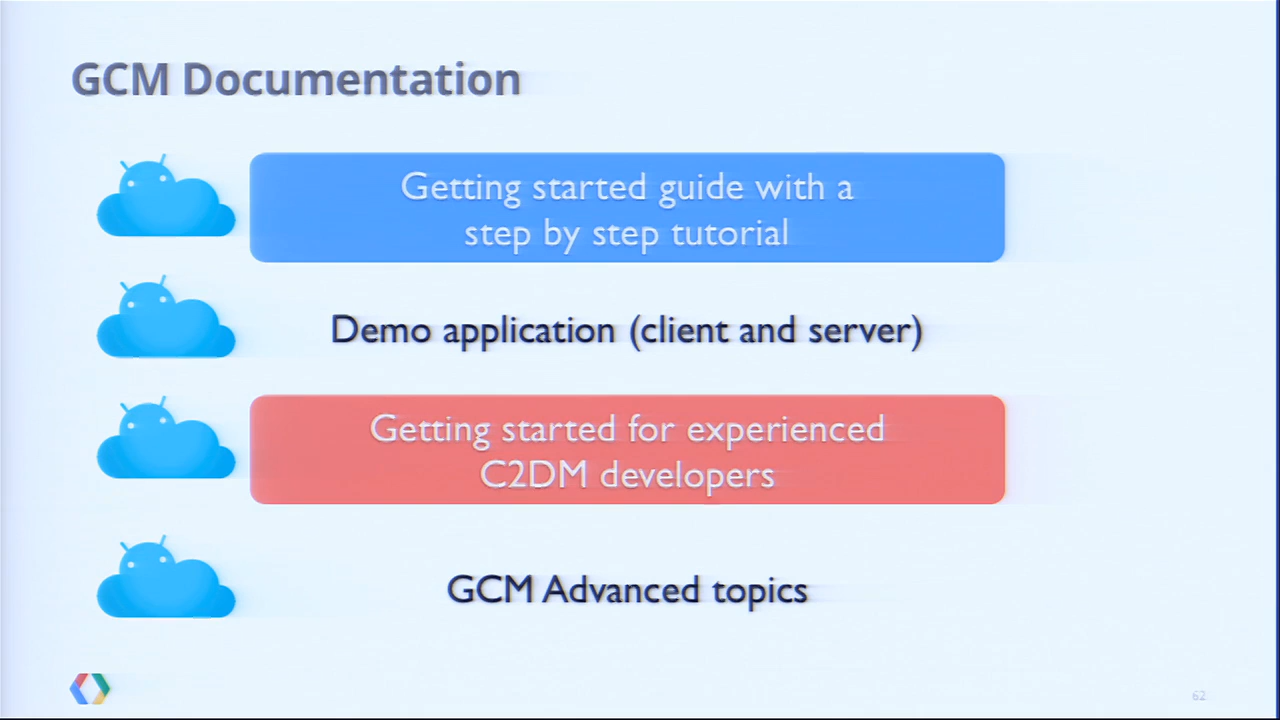 GCM Documentation
Getting started guide with a
step by step tutorial
Demo application (client and server)
Getting started for experienced
C2DM developers
GCM Advanced topics
62